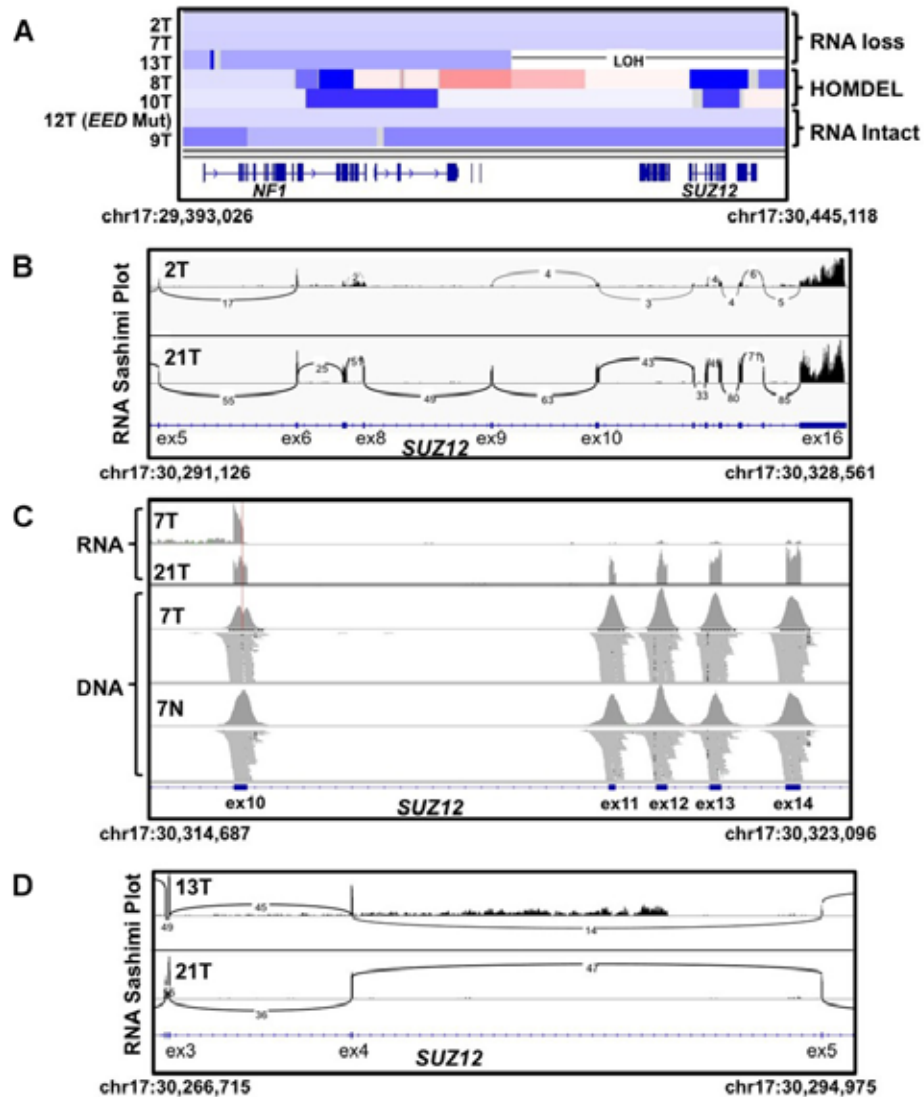 A
2T
7T
13T
8T
10T
12T (EED Mut)
9T
LOH
RNA loss
HOMDEL
RNA Intact
NF1
SUZ12
chr17:29,393,026
chr17:30,445,118
B
RNA Sashimi Plot
2T
17
2
4
3
4
4
6
5
21T
55
25
51
49
63
43
33
80
71
85
ex5
ex6
ex8
ex9
ex10
ex16
SUZ12
chr17:30,291,126
chr17:30,328,561
C
RNA
7T
21T
DNA
7T
7N
ex10
SUZ12
ex11
ex12
ex13
ex14
chr17:30,314,687
chr17:30,323,096
D
RNA Sashimi Plot
13T
49
45
14
21T
36
47
ex3
ex4
SUZ12
ex5
chr17:30,266,715
chr17:30,294,975